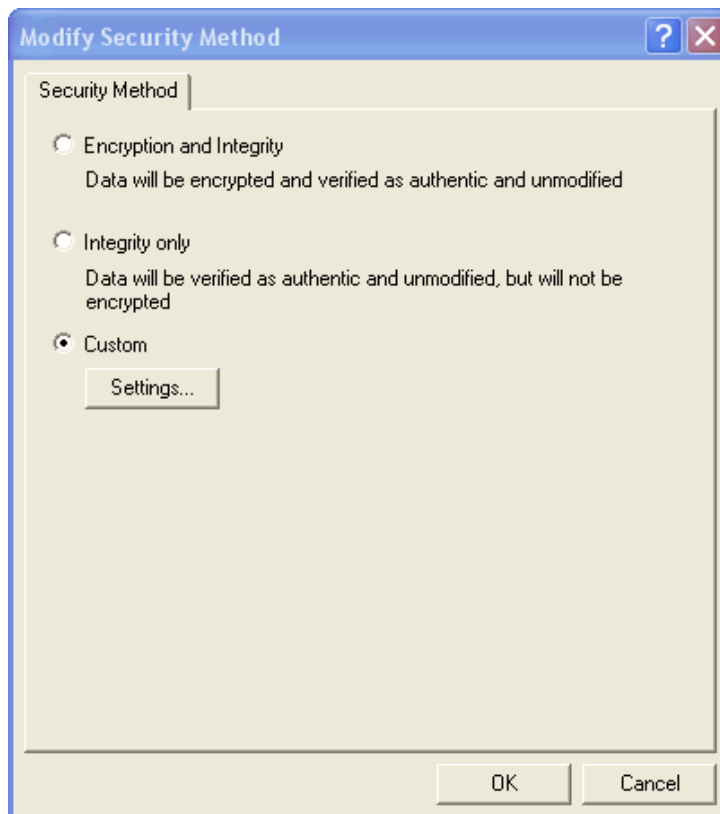 Modify Security Method
?
Security Method
Encryption and Integrity
Data will be encrypted and verified as authentic and unmodified
Integrity only
Data will be verified as authentic and unmodified, but will not be
encrypted
Custom
Settings...
OK
Cancel